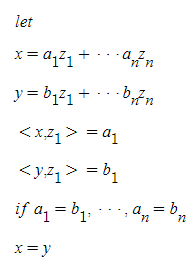 let
x = a₁z₁ + · · · aₙzₙ
y = b₁z₁ + · · · bₙzₙ
<x,z₁> = a₁
<y,z₁> = b₁
if a₁ = b₁, · · · , aₙ = bₙ
x = y